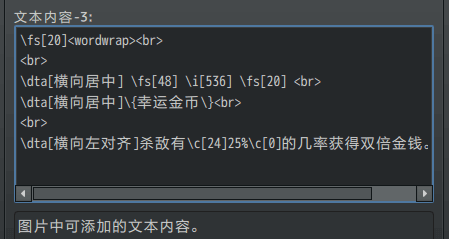 文本内容-3:
\fs[20]<wordwrap><br>
<br>
\dta[横向居中] \fs[48] \i[536] \fs[20] <br>
\dta[横向居中]\{幸运金币\}<br>
<br>
\dta[横向左对齐]杀敌有\c[24]25%\c[0]的几率获得双倍金钱。
图片中可添加的文本内容。